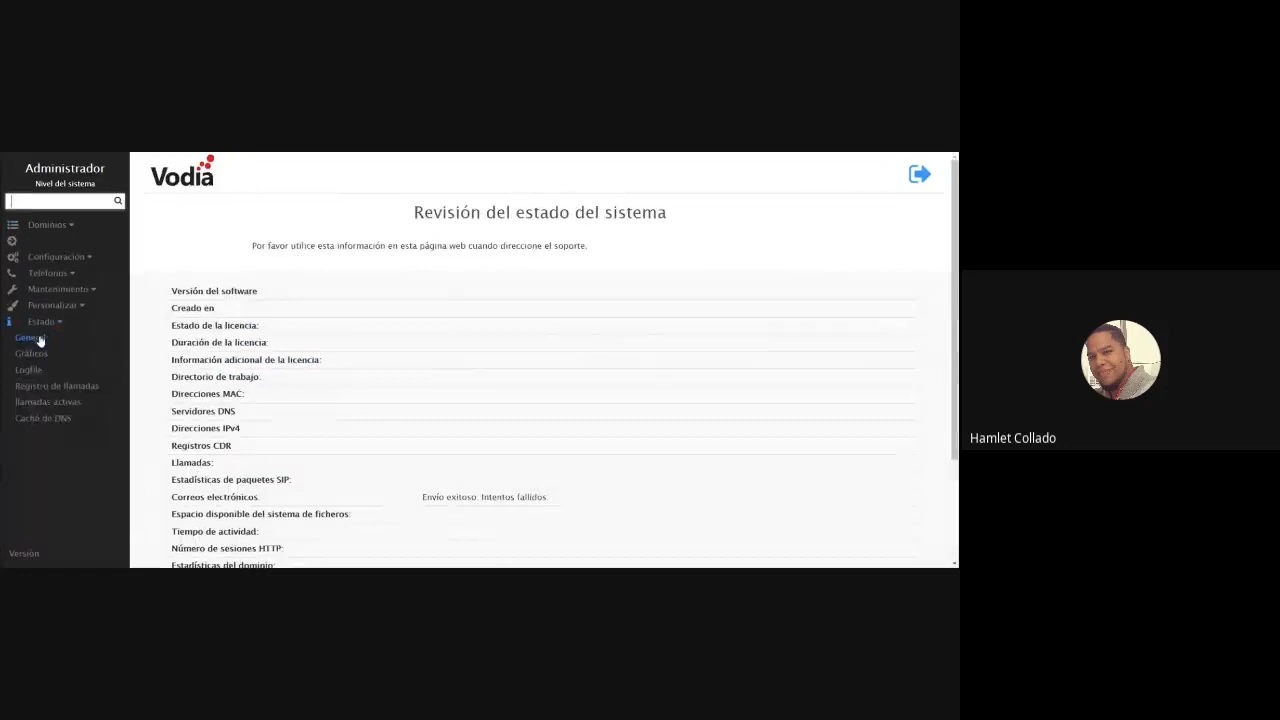 Administrador
Nivel del sistema
Dominios
Configuración
Teléfonos
Mantenimiento
Personalizar
Estado
General
Gráficos
Logfile
Registro de llamadas
llamadas activas
Caché de DNS
Versión
Vodia
Revisión del estado del sistema
Por favor utilice esta información en esta página web cuando direccione el soporte.
Versión del software
Creado en
Estado de la licencia:
Duración de la licencia:
Información adicional de la licencia:
Directorio de trabajo:
Direcciones MAC:
Servidores DNS
Direcciones IPv4
Registros CDR
Llamadas:
Estadísticas de paquetes SIP:
Correos electrónicos: Envío exitoso: Intentos fallidos:
Espacio disponible del sistema de ficheros:
Tiempo de actividad:
Número de sesiones HTTP:
Estadísticas del dominio:
Hamlet Collado